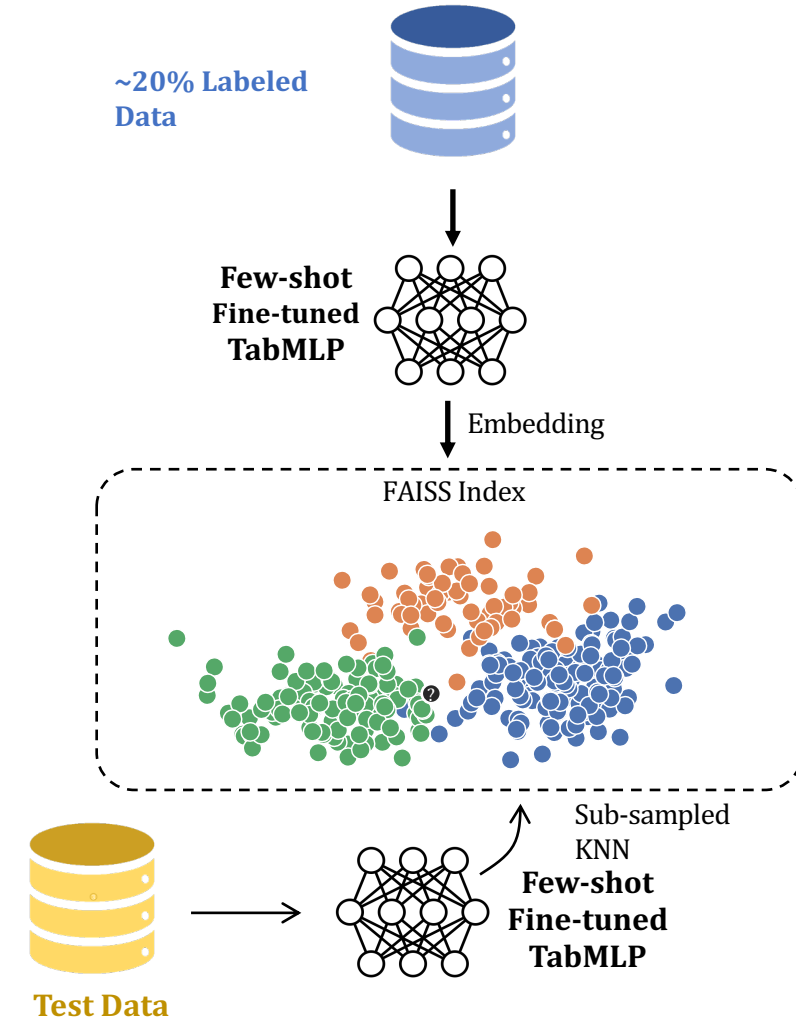 ~20% Labeled
Data
Few-shot
Fine-tuned
TabMLP
Embedding
FAISS Index
?
Sub-sampled
KNN
Few-shot
Fine-tuned
TabMLP
Test Data